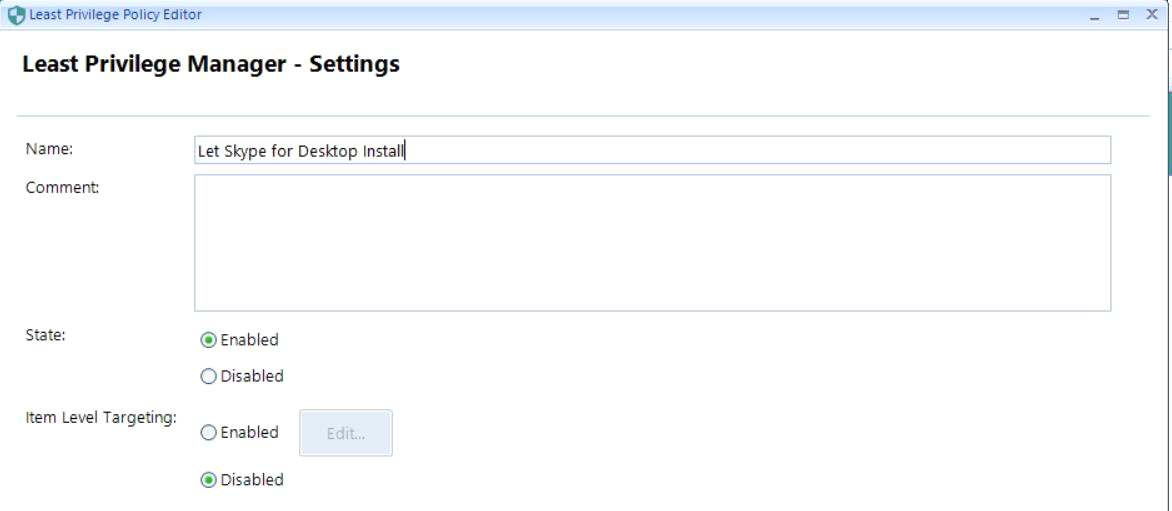 Least Privilege Policy Editor
Least Privilege Manager - Settings
Name:
Let Skype for Desktop Install
Comment:
State:
Enabled
Disabled
Item Level Targeting:
Enabled
Edit...
Disabled